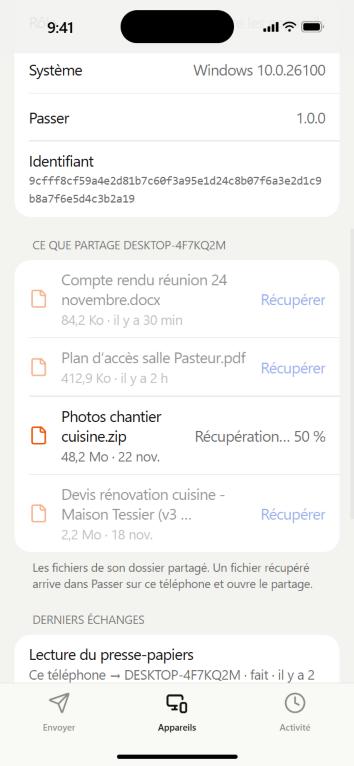 9:41
Système
Windows 10.0.26100
Passer
1.0.0
Identifiant
9cfff8cf59a4e2d81b7c60f3a95e1d24c8b07f6a3e2d1c9
b8a7f6e5d4c3b2a19
CE QUE PARTAGE DESKTOP-4F7KQ2M
Compte rendu réunion 24
novembre.docx
84,2 Ko · il y a 30 min
Récupérer
Plan d'accès salle Pasteur.pdf
412,9 Ko · il y a 2 h
Récupérer
Photos chantier
cuisine.zip
48,2 Mo · 22 nov.
Récupération… 50 %
Devis rénovation cuisine -
Maison Tessier (v3 ...
2,2 Mo · 18 nov.
Récupérer
Les fichiers de son dossier partagé. Un fichier récupéré
arrive dans Passer sur ce téléphone et ouvre le partage.
DERNIERS ÉCHANGES
Lecture du presse-papiers
Ce téléphone → DESKTOP-4F7KQ2M · fait · il y a 2
Envoyer
Appareils
Activité